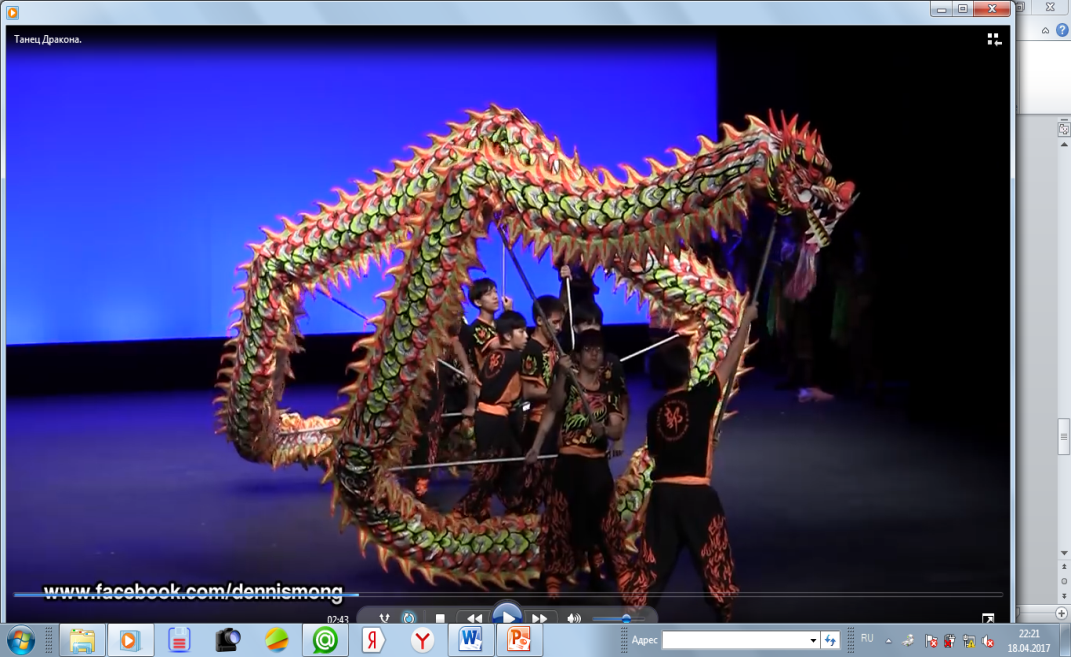 Танец Дракона.
www.facebook.com/dennismong
02:43
Адрес
RU
22:21
18.04.2017